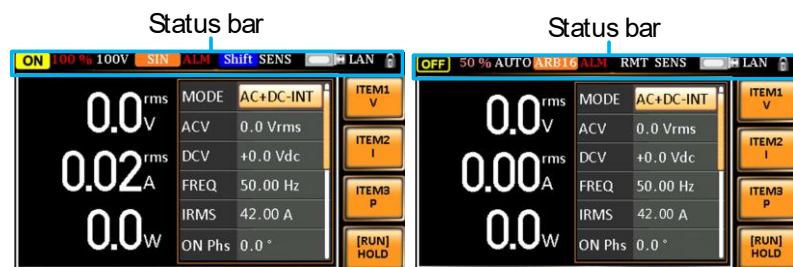 Status bar
ON 100 % 100V SIN ALM Shift SENS LAN
0.0 rms V
0.02 rms A
0.0 W
MODE AC+DC-INT
ACV 0.0 Vrms
DCV +0.0 Vdc
FREQ 50.00 Hz
IRMS 42.00 A
ON Phs 0.0 °
ITEM1
V
ITEM2
I
ITEM3
P
[RUN]
HOLD
Status bar
OFF 50 % AUTO ARB16 ALM RMT SENS LAN
0.0 rms V
0.00 rms A
0.0 W
MODE AC+DC-INT
ACV 0.0 Vrms
DCV +0.0 Vdc
FREQ 50.00 Hz
IRMS 42.00 A
ON Phs 0.0 °
ITEM1
V
ITEM2
I
ITEM3
P
[RUN]
HOLD